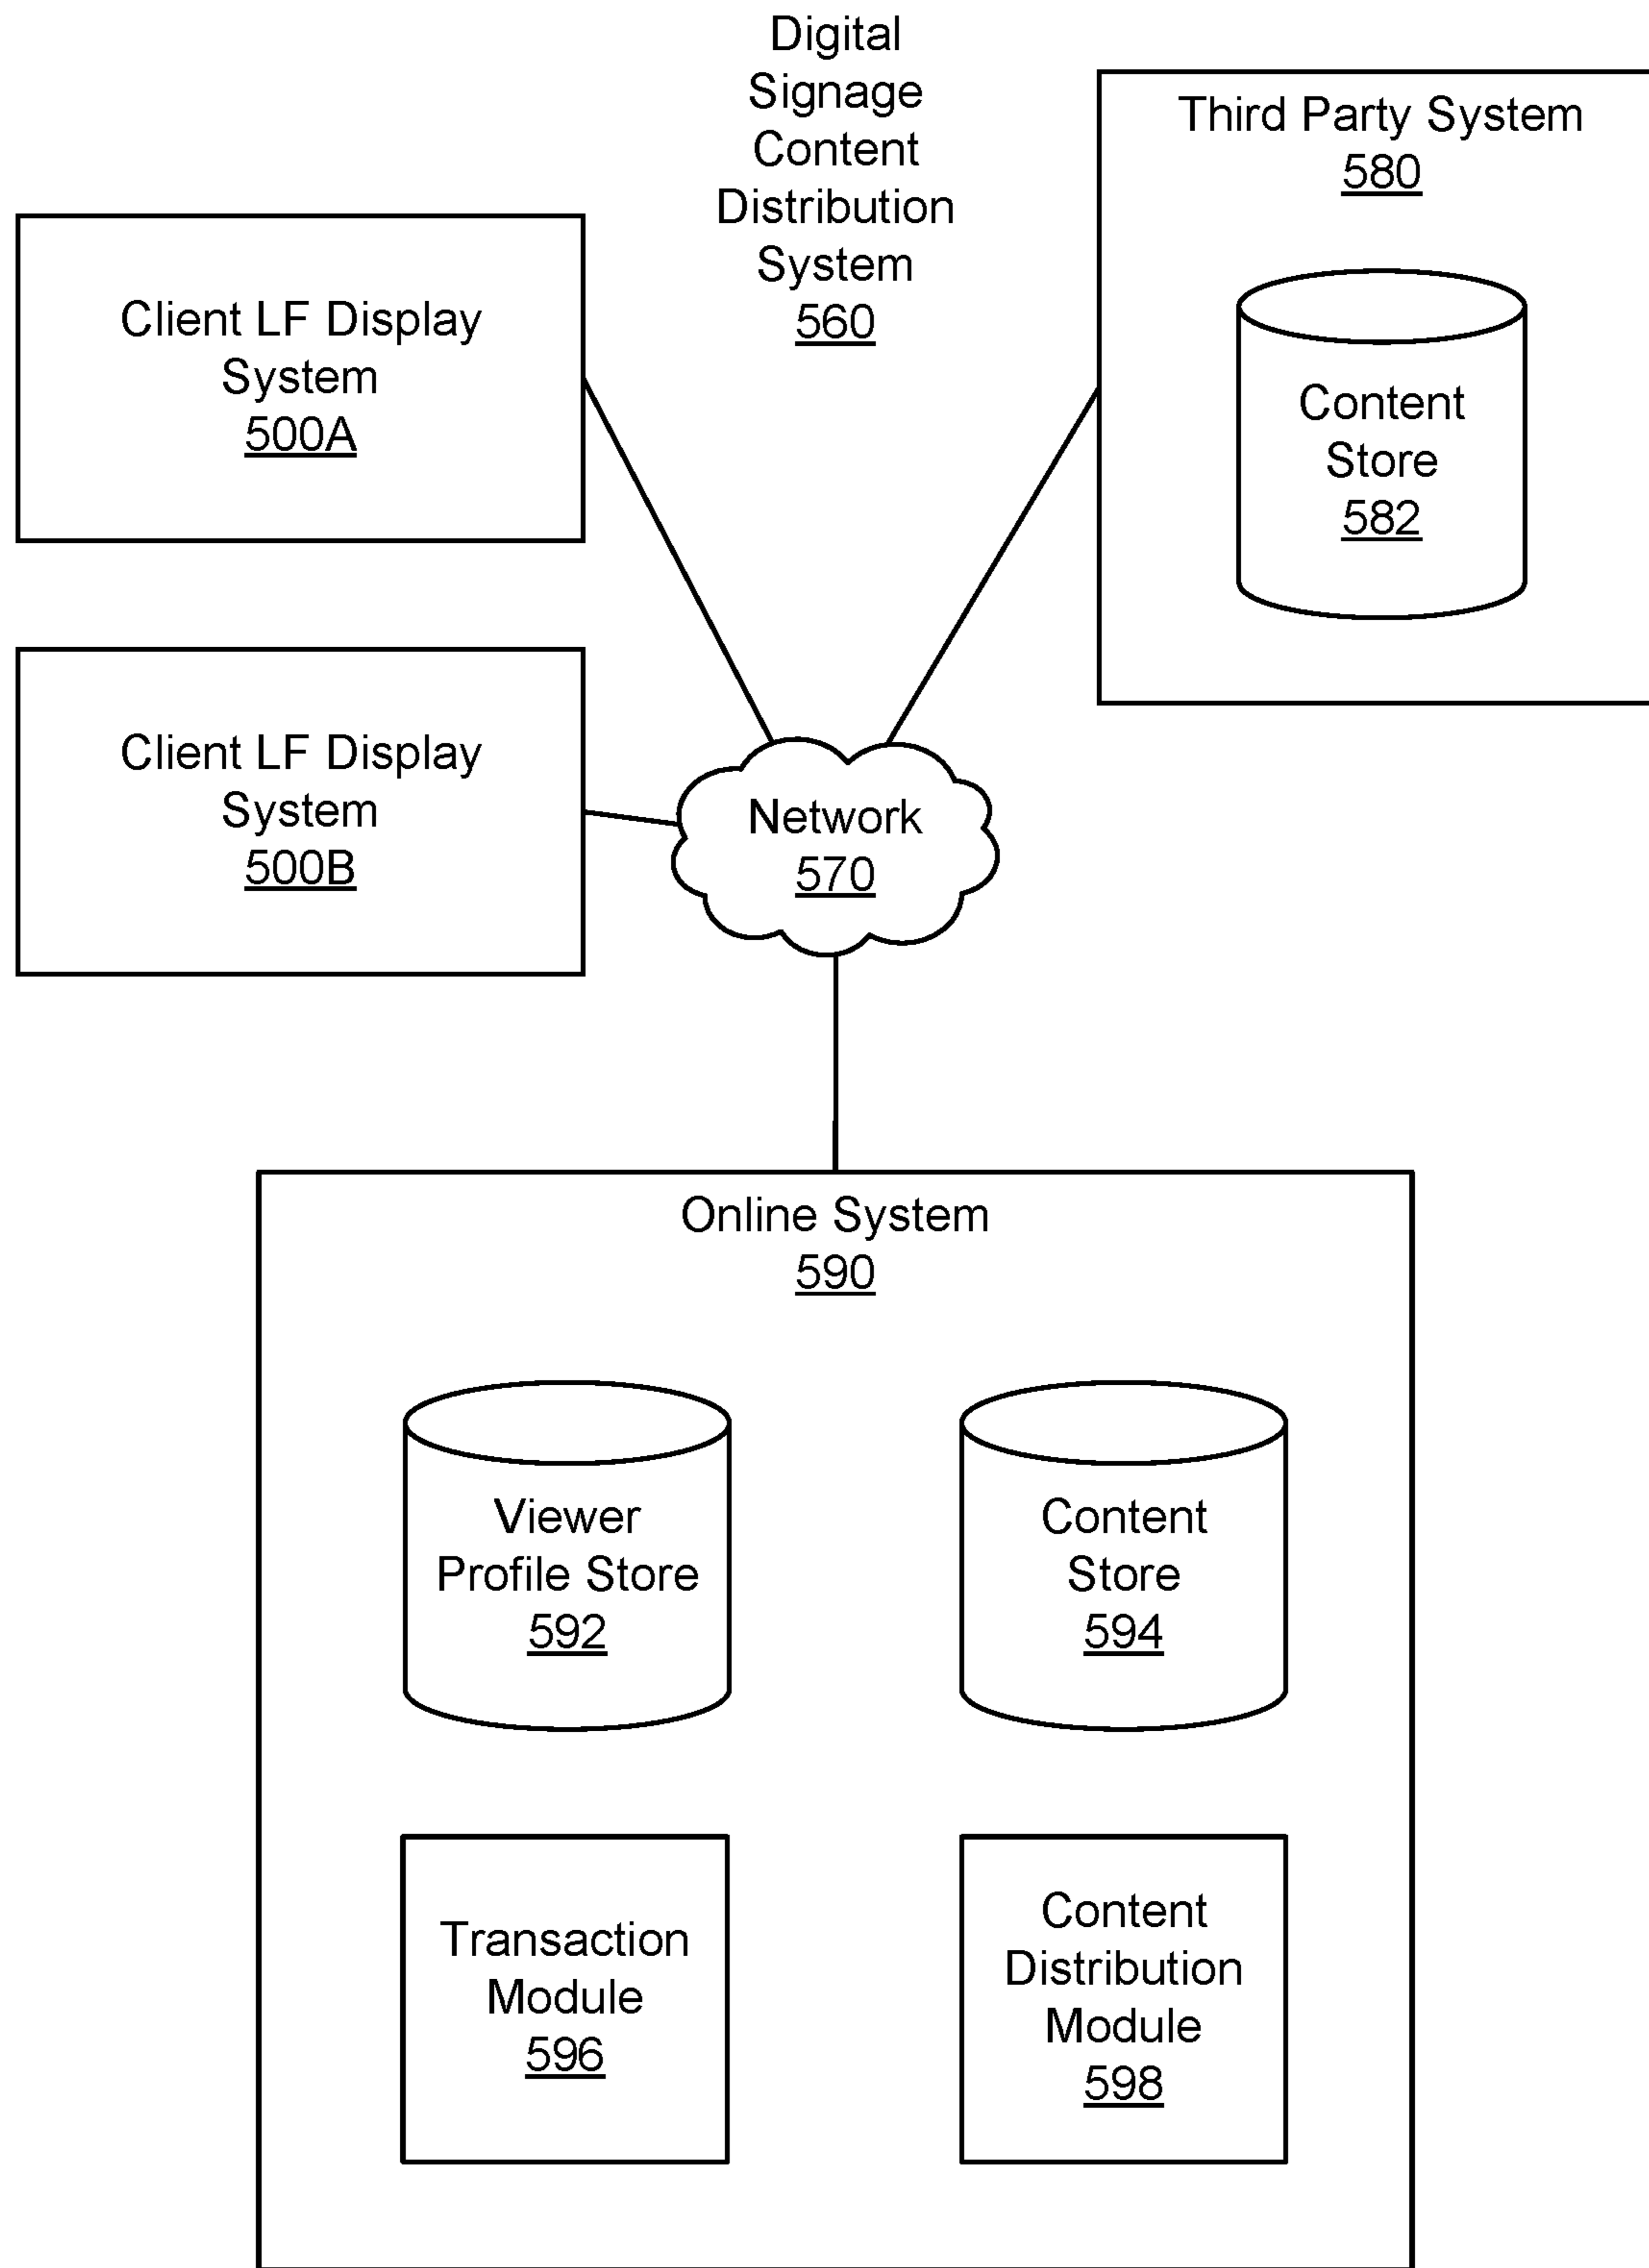 Digital
Signage
Content
Distribution
System
560
Third Party System
580
Content
Store
582
Client LF Display
System
500A
Client LF Display
System
500B
Network
570
Online System
590
Viewer
Profile Store
592
Content
Store
594
Transaction
Module
596
Content
Distribution
Module
598